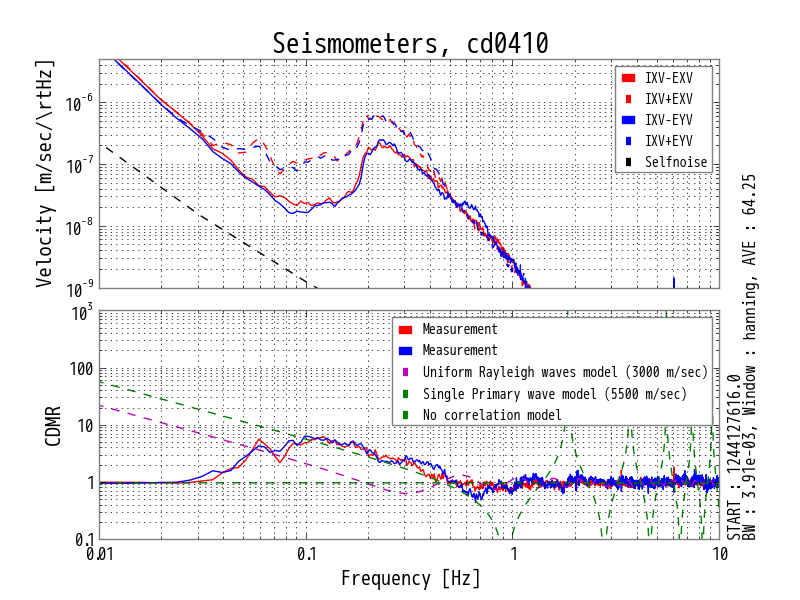 Seismometers, cd0410
Velocity [m/sec/\rtHz]
10^-6
10^-7
10^-8
10^-9
IXV-EXV
IXV+EXV
IXV-EYV
IXV+EYV
Selfnoise
CDMR
10^3
100
10
1
0.1
Measurement
Measurement
Uniform Rayleigh waves model (3000 m/sec)
Single Primary wave model (5500 m/sec)
No correlation model
0.01
0.1
1
10
Frequency [Hz]
START : 1244127616.0
BW : 3.91e-03, Window : hanning, AVE : 64.25